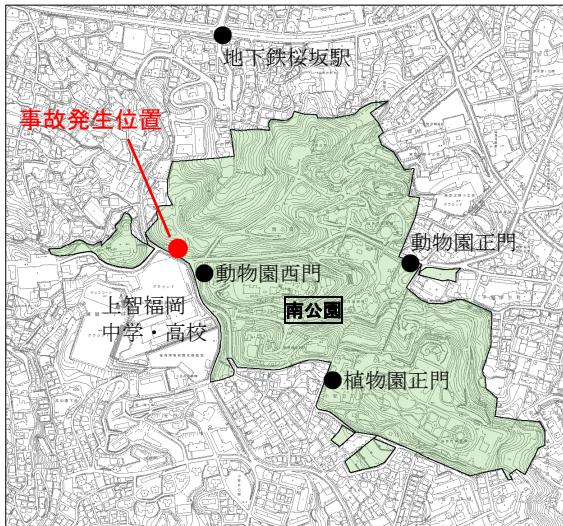 地下鉄桜坂駅
事故発生位置
動物園正門
動物園西門
上智福岡
中学・高校
南公園
植物園正門